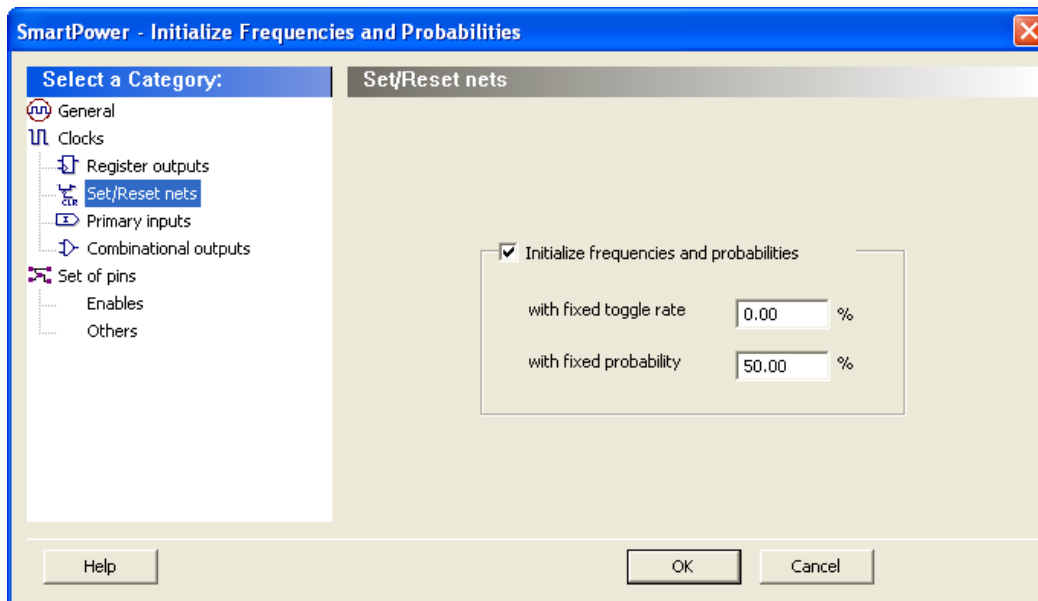 SmartPower - Initialize Frequencies and Probabilities
Select a Category:
General
Clocks
Register outputs
CLR
Set/Reset nets
Primary inputs
Combinational outputs
Set of pins
Enables
Others
Set/Reset nets
Initialize frequencies and probabilities
with fixed toggle rate 0.00 %
with fixed probability 50.00 %
Help
OK
Cancel